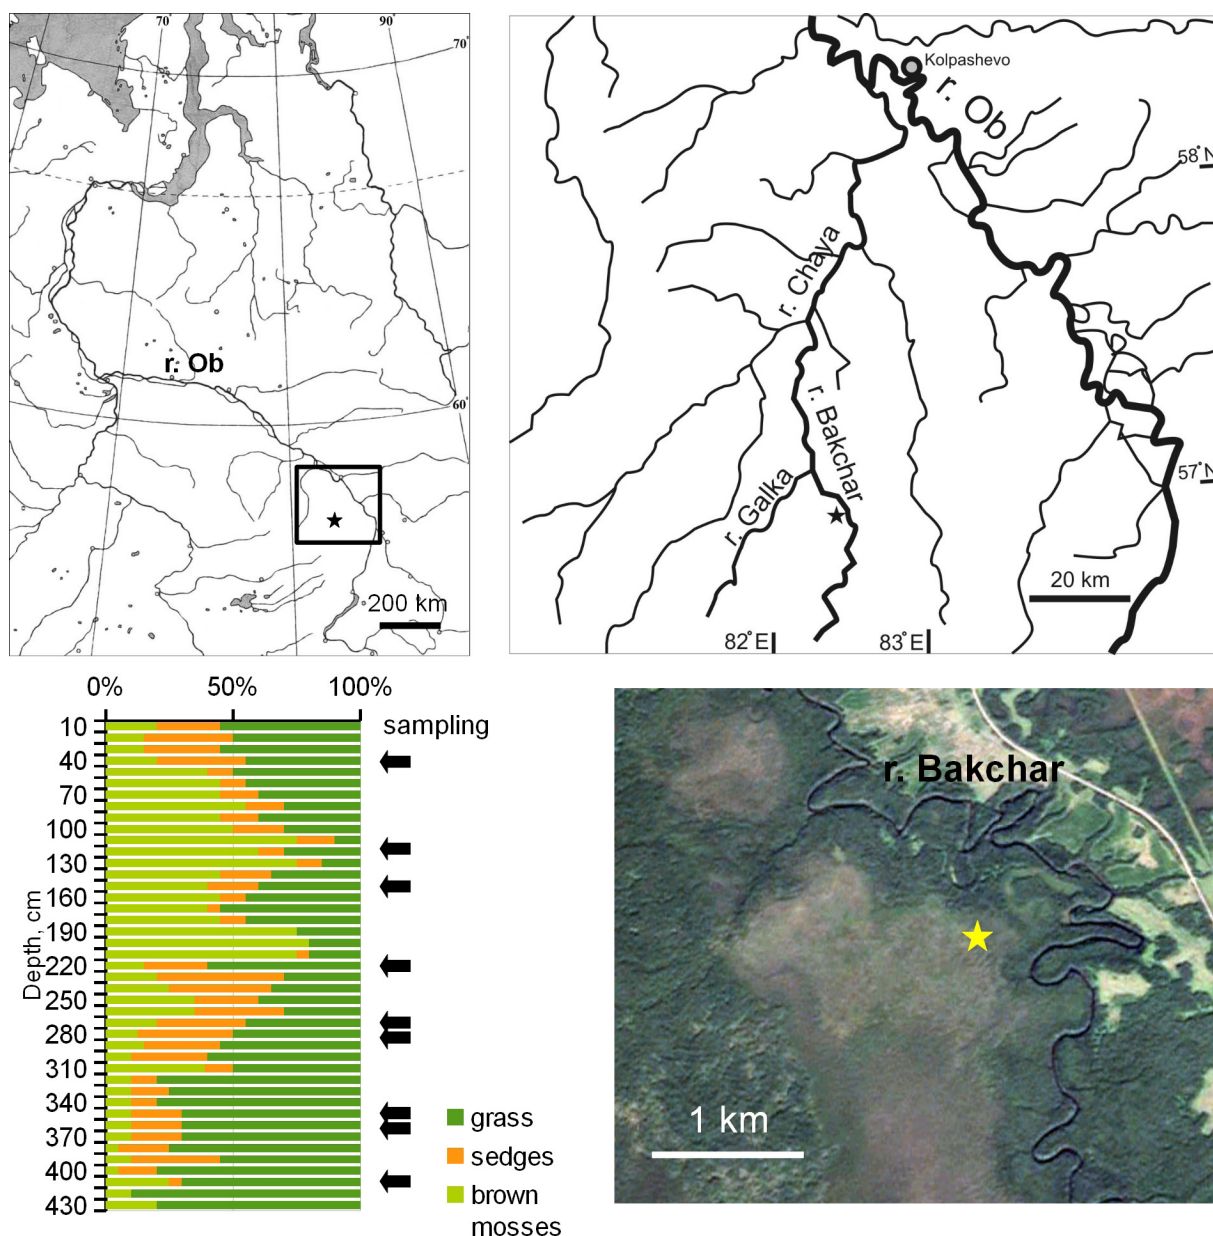 70°
90°
70°
r. Ob
60°
200 km
Kolpashevo
r. Ob
58°N
r. Chaya
r. Bakchar
57°N
r. Galka
20 km
82°E
83°E
0%
50%
100%
sampling
Depth, cm
10
40
70
100
130
160
190
220
250
280
310
340
370
400
430
grass
sedges
brown
mosses
r. Bakchar
1 km